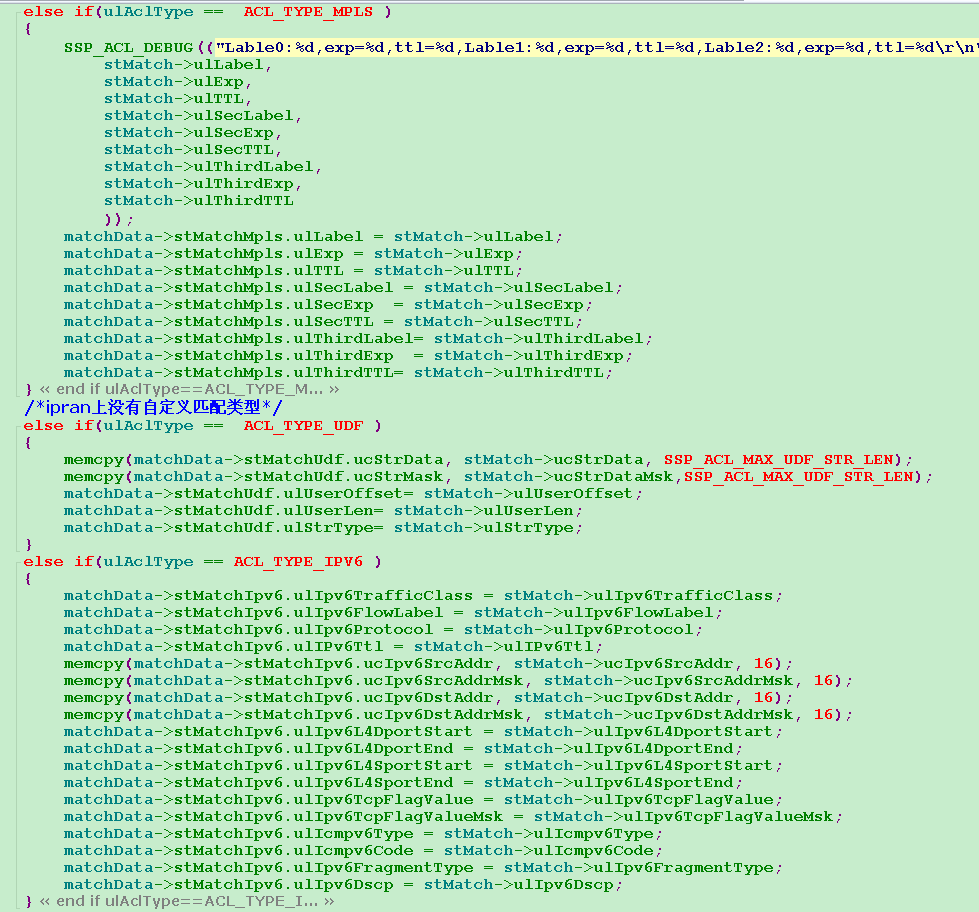 else if(ulAclType ==  ACL_TYPE_MPLS )
{
    SSP_ACL_DEBUG(("Lable0:%d,exp=%d,ttl=%d,Lable1:%d,exp=%d,ttl=%d,Lable2:%d,exp=%d,ttl=%d\r\n"
        stMatch->ulLabel,
        stMatch->ulExp,
        stMatch->ulTTL,
        stMatch->ulSecLabel,
        stMatch->ulSecExp,
        stMatch->ulSecTTL,
        stMatch->ulThirdLabel,
        stMatch->ulThirdExp,
        stMatch->ulThirdTTL
        ));
    matchData->stMatchMpls.ulLabel = stMatch->ulLabel;
    matchData->stMatchMpls.ulExp = stMatch->ulExp;
    matchData->stMatchMpls.ulTTL = stMatch->ulTTL;
    matchData->stMatchMpls.ulSecLabel = stMatch->ulSecLabel;
    matchData->stMatchMpls.ulSecExp  = stMatch->ulSecExp;
    matchData->stMatchMpls.ulSecTTL = stMatch->ulSecTTL;
    matchData->stMatchMpls.ulThirdLabel= stMatch->ulThirdLabel;
    matchData->stMatchMpls.ulThirdExp  = stMatch->ulThirdExp;
    matchData->stMatchMpls.ulThirdTTL= stMatch->ulThirdTTL;
} « end if ulAclType==ACL_TYPE_M... »
/*ipran上没有自定义匹配类型*/
else if(ulAclType ==  ACL_TYPE_UDF )
{
    memcpy(matchData->stMatchUdf.ucStrData, stMatch->ucStrData, SSP_ACL_MAX_UDF_STR_LEN);
    memcpy(matchData->stMatchUdf.ucStrMask, stMatch->ucStrDataMsk,SSP_ACL_MAX_UDF_STR_LEN);
    matchData->stMatchUdf.ulUserOffset= stMatch->ulUserOffset;
    matchData->stMatchUdf.ulUserLen= stMatch->ulUserLen;
    matchData->stMatchUdf.ulStrType= stMatch->ulStrType;
}
else if(ulAclType == ACL_TYPE_IPV6 )
{
    matchData->stMatchIpv6.ulIpv6TrafficClass = stMatch->ulIpv6TrafficClass;
    matchData->stMatchIpv6.ulIpv6FlowLabel = stMatch->ulIpv6FlowLabel;
    matchData->stMatchIpv6.ulIpv6Protocol = stMatch->ulIpv6Protocol;
    matchData->stMatchIpv6.ulIPv6Ttl = stMatch->ulIPv6Ttl;
    memcpy(matchData->stMatchIpv6.ucIpv6SrcAddr, stMatch->ucIpv6SrcAddr, 16);
    memcpy(matchData->stMatchIpv6.ucIpv6SrcAddrMsk, stMatch->ucIpv6SrcAddrMsk, 16);
    memcpy(matchData->stMatchIpv6.ucIpv6DstAddr, stMatch->ucIpv6DstAddr, 16);
    memcpy(matchData->stMatchIpv6.ucIpv6DstAddrMsk, stMatch->ucIpv6DstAddrMsk, 16);
    matchData->stMatchIpv6.ulIpv6L4DportStart = stMatch->ulIpv6L4DportStart;
    matchData->stMatchIpv6.ulIpv6L4DportEnd = stMatch->ulIpv6L4DportEnd;
    matchData->stMatchIpv6.ulIpv6L4SportStart = stMatch->ulIpv6L4SportStart;
    matchData->stMatchIpv6.ulIpv6L4SportEnd = stMatch->ulIpv6L4SportEnd;
    matchData->stMatchIpv6.ulIpv6TcpFlagValue = stMatch->ulIpv6TcpFlagValue;
    matchData->stMatchIpv6.ulIpv6TcpFlagValueMsk = stMatch->ulIpv6TcpFlagValueMsk;
    matchData->stMatchIpv6.ulIcmpv6Type = stMatch->ulIcmpv6Type;
    matchData->stMatchIpv6.ulIcmpv6Code = stMatch->ulIcmpv6Code;
    matchData->stMatchIpv6.ulIpv6FragmentType = stMatch->ulIpv6FragmentType;
    matchData->stMatchIpv6.ulIpv6Dscp = stMatch->ulIpv6Dscp;
} « end if ulAclType==ACL_TYPE_I... »